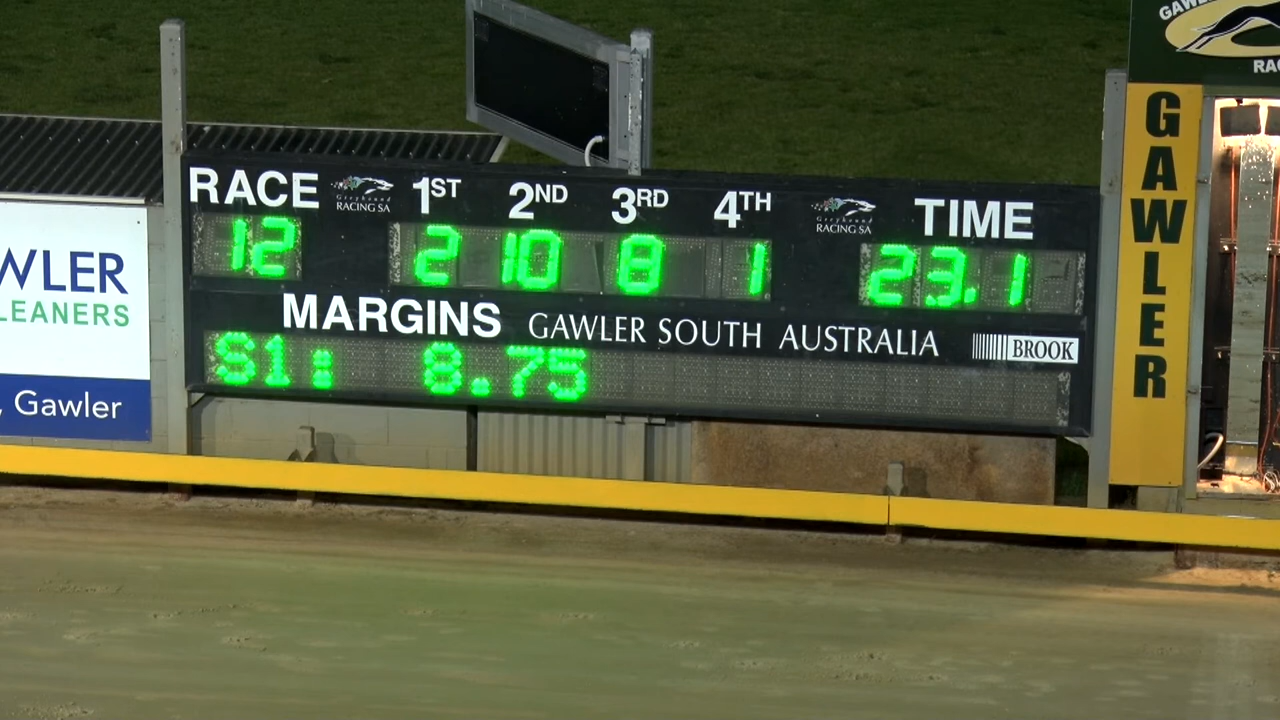 GAWLER
RACE
Greyhound
RACING SA
1ST 2ND 3RD 4TH
Greyhound
RACING SA
TIME
12 2 10 8 1 23.1
MARGINS GAWLER SOUTH AUSTRALIA BROOK
S1: 8.75
WLER
LEANERS
, Gawler